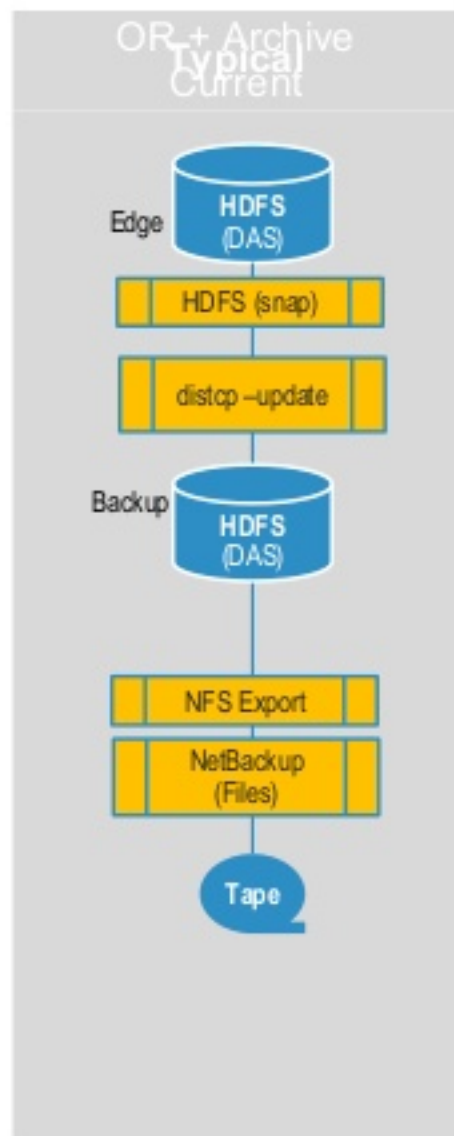 OR + Archive
Typical
Current
HDFS
(DAS)
Edge
HDFS (snap)
distcp –update
Backup
HDFS
(DAS)
NFS Export
NetBackup
(Files)
Tape